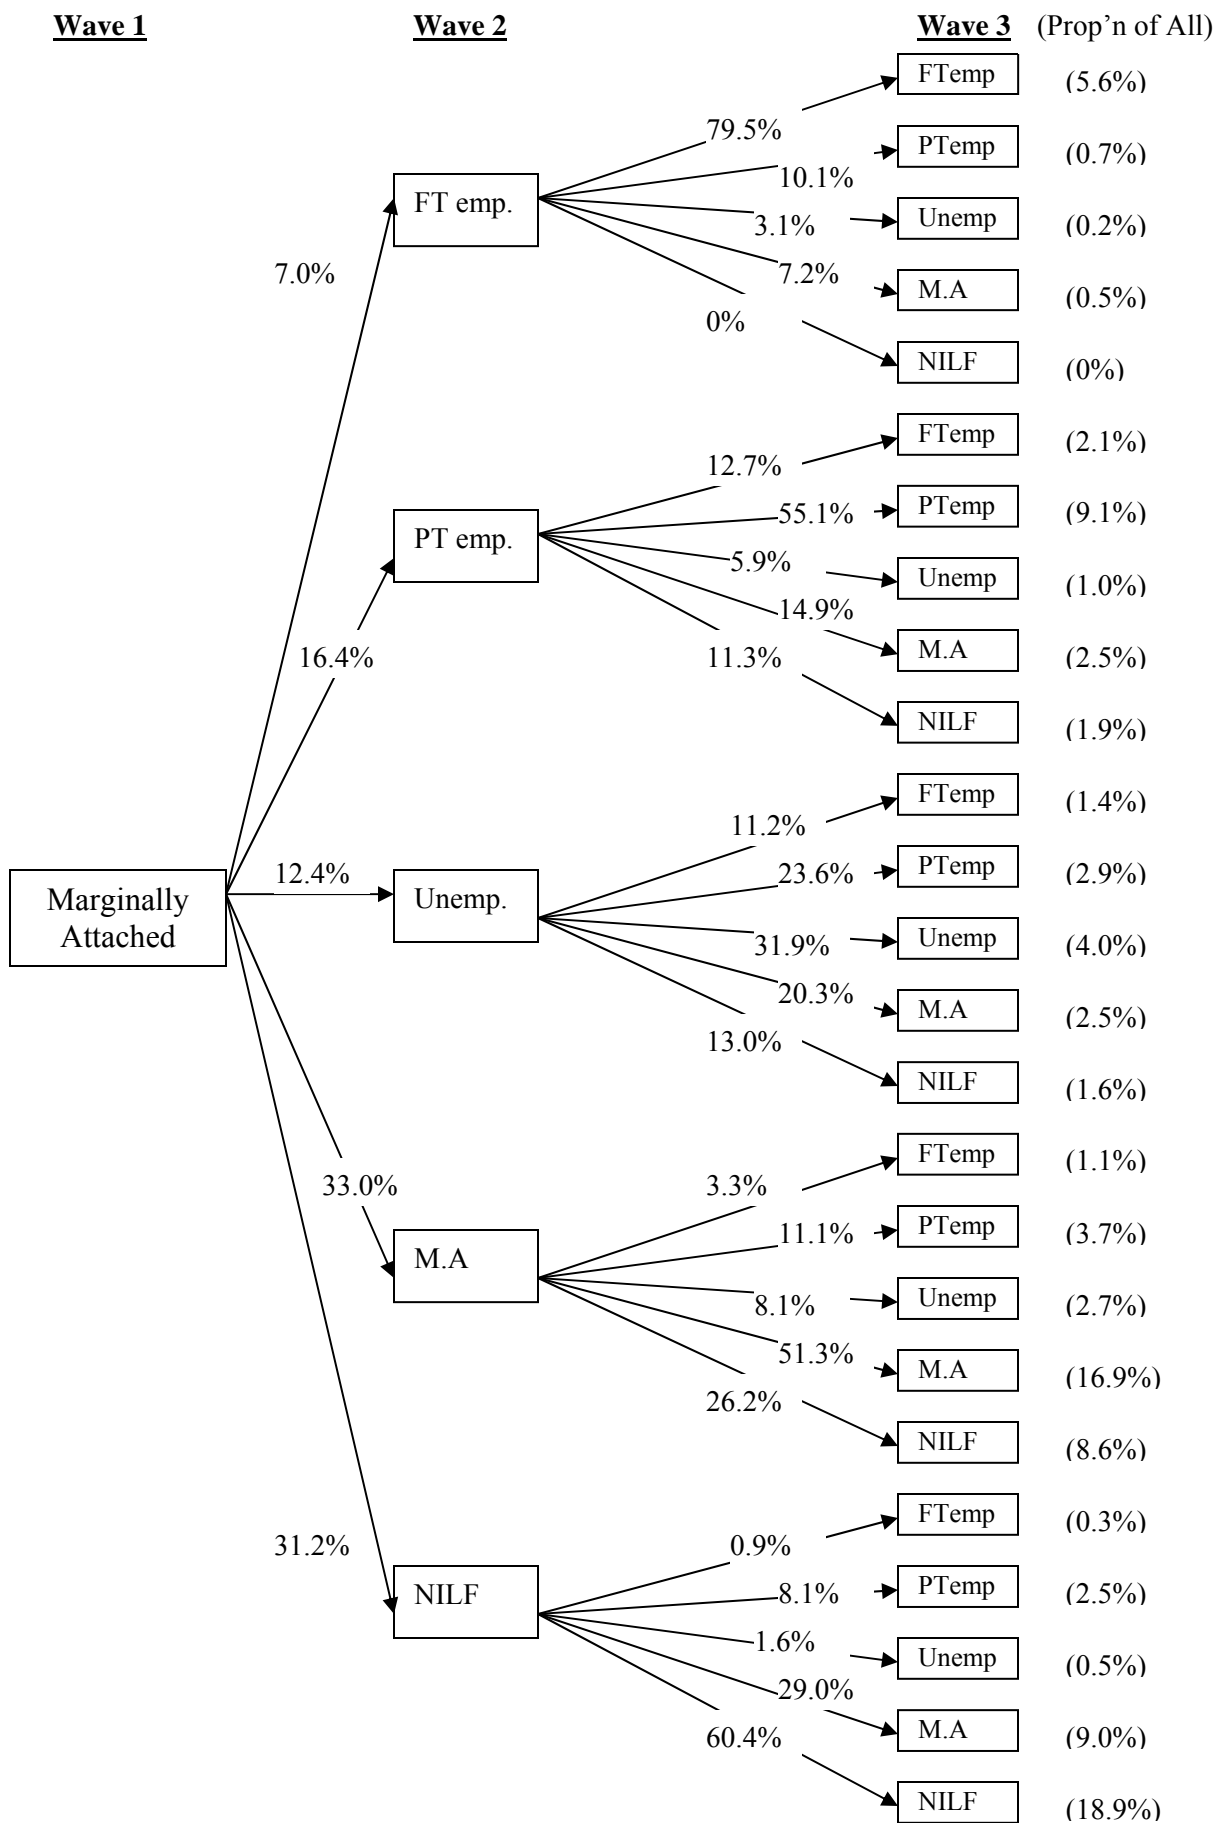 Wave 1 Wave 2 Wave 3 (Prop’n of All)
FTemp (5.6%)
79.5%
PTemp (0.7%)
10.1%
FT emp.
3.1% Unemp (0.2%)
7.0%
7.2% M.A (0.5%)
0%
NILF (0%)
FTemp (2.1%)
12.7%
55.1% PTemp (9.1%)
PT emp.
5.9% Unemp (1.0%)
14.9%
16.4% 11.3% M.A (2.5%)
NILF (1.9%)
FTemp (1.4%)
11.2%
12.4% 23.6% PTemp (2.9%)
Marginally
Attached
Unemp.
31.9% Unemp (4.0%)
20.3% M.A (2.5%)
13.0%
NILF (1.6%)
FTemp (1.1%)
33.0% 3.3%
11.1% PTemp (3.7%)
M.A
8.1% Unemp (2.7%)
51.3% M.A (16.9%)
26.2%
NILF (8.6%)
FTemp (0.3%)
31.2% 0.9%
NILF
8.1% PTemp (2.5%)
1.6% Unemp (0.5%)
29.0%
60.4% M.A (9.0%)
NILF (18.9%)